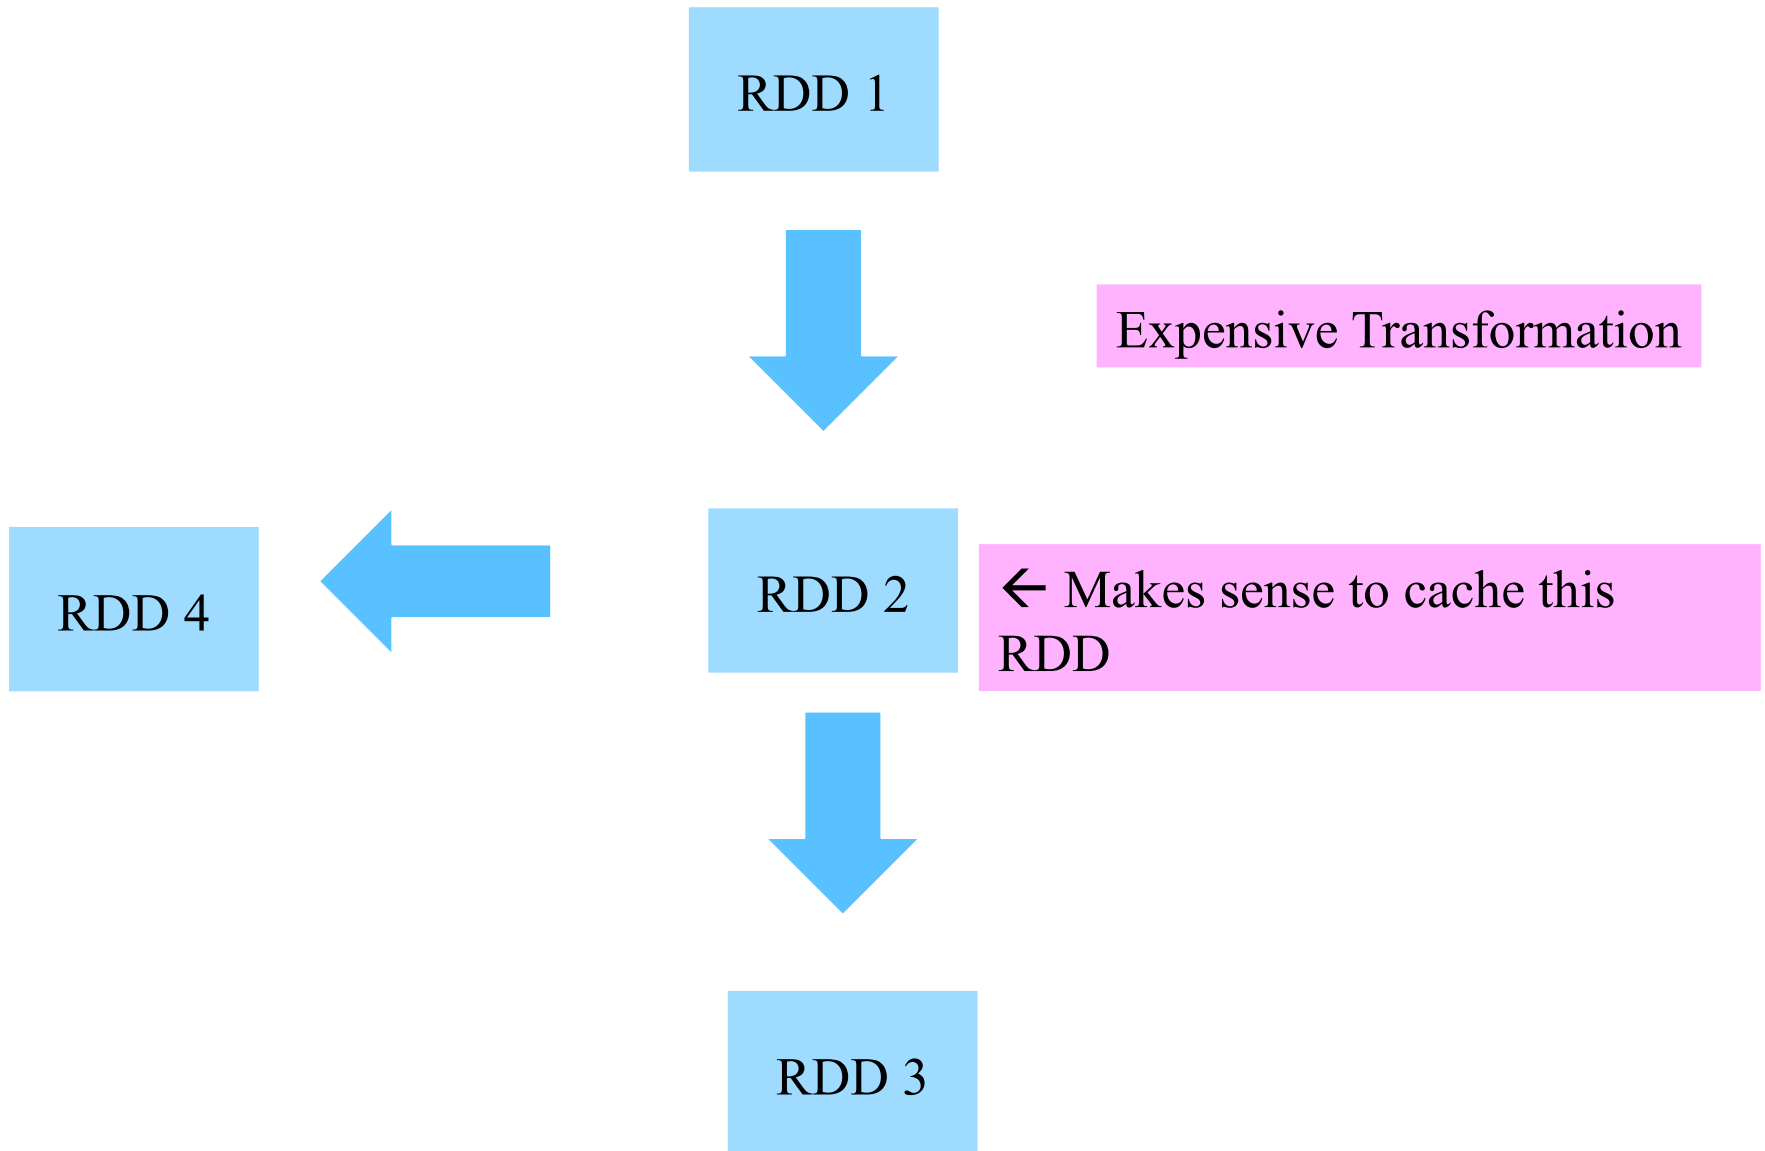 RDD 1
Expensive Transformation
RDD 4
RDD 2
← Makes sense to cache this
RDD
RDD 3